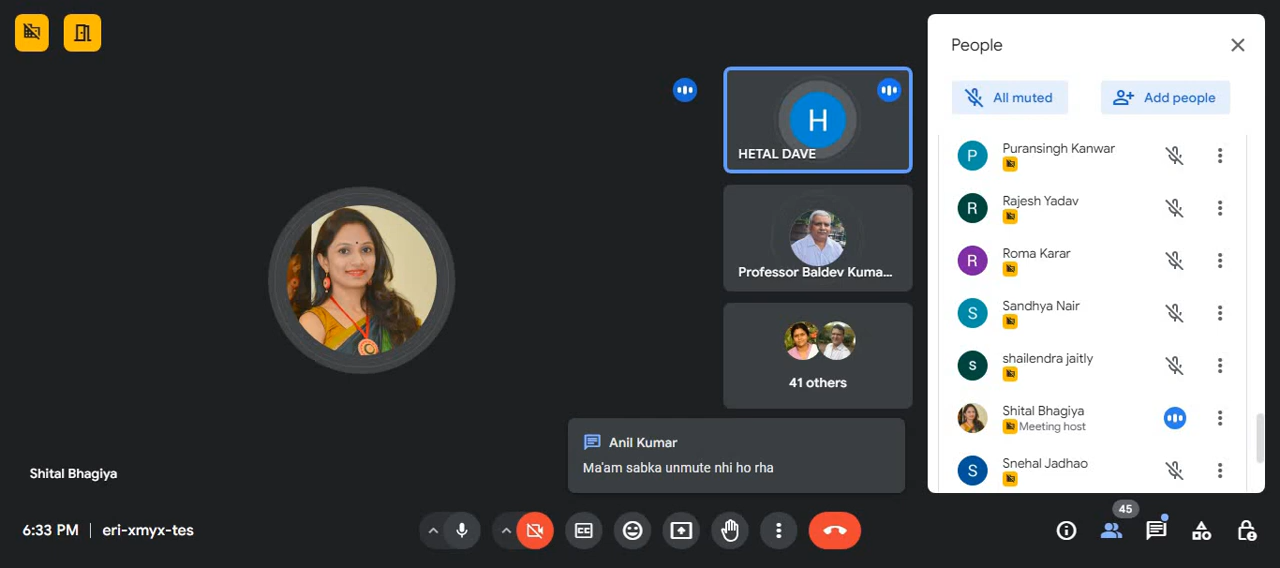 HETAL DAVE
H
Professor Baldev Kuma...
41 others
Anil Kumar
Ma'am sabka unmute nhi ho rha
Shital Bhagiya
6:33 PM | eri-xmyx-tes
CC
45
People
All muted
Add people
P
Puransingh Kanwar
R
Rajesh Yadav
R
Roma Karar
S
Sandhya Nair
s
shailendra jaitly
Shital Bhagiya
Meeting host
S
Snehal Jadhao